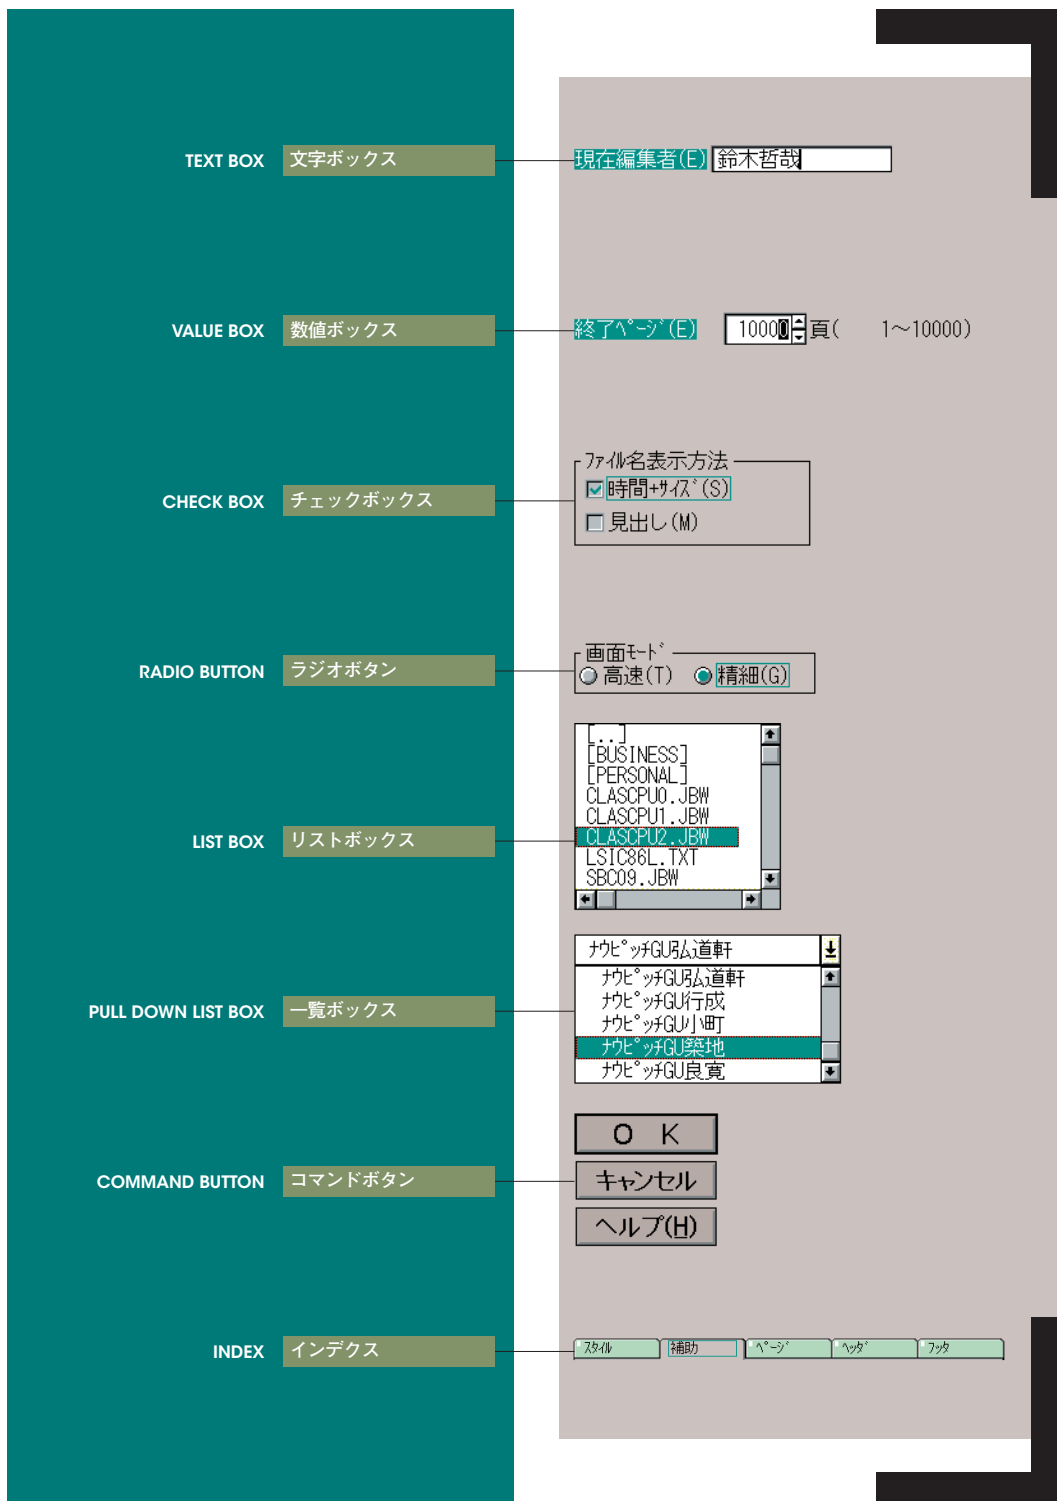 TEXT BOX 文字ボックス 現在編集者(E) 鈴木哲哉
VALUE BOX 数値ボックス 終了ﾍﾟｰｼﾞ(E) 10000 頁( 1～10000)
ﾌｧｲﾙ名表示方法
時間+ｻｲｽﾞ(S)
CHECK BOX チェックボックス
見出し(M)
画面ﾓｰﾄﾞ
RADIO BUTTON ラジオボタン 高速(T) 精細(G)
[..]
[BUSINESS]
[PERSONAL]
CLASCPU0.JBW
CLASCPU1.JBW
LIST BOX リストボックス CLASCPU2.JBW
LSIC86L.TXT
SBC09.JBW
ﾅｳﾋﾟｯﾁGU弘道軒
ﾅｳﾋﾟｯﾁGU弘道軒
PULL DOWN LIST BOX 一覧ボックス ﾅｳﾋﾟｯﾁGU行成
ﾅｳﾋﾟｯﾁGU小町
ﾅｳﾋﾟｯﾁGU築地
ﾅｳﾋﾟｯﾁGU良寛
O K
COMMAND BUTTON コマンドボタン キャンセル
ヘルプ(H)
INDEX インデクス ｽﾀｲﾙ 補助 ﾍﾟｰｼﾞ ﾍｯﾀﾞ ﾌｯﾀ